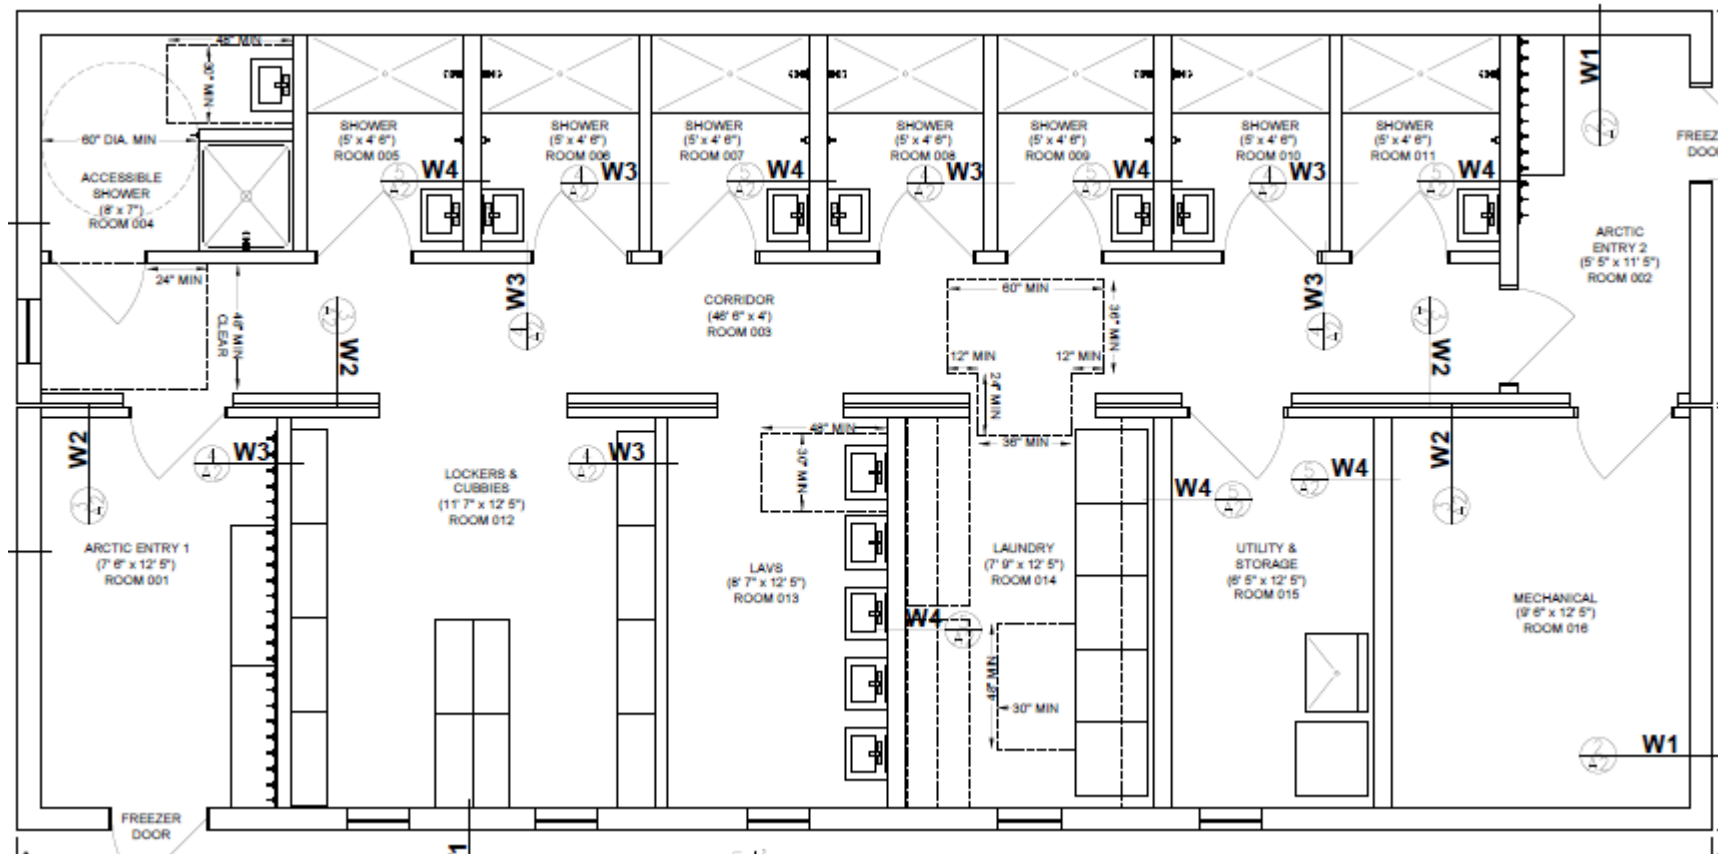 48" MIN
30" MIN
60" DIA. MIN
ACCESSIBLE
SHOWER
(8' x 7")
ROOM 004
SHOWER
(5' x 4' 6")
ROOM 005
W4
SHOWER
(5' x 4' 6")
ROOM 006
W3
SHOWER
(5' x 4' 6")
ROOM 007
W4
SHOWER
(5' x 4' 6")
ROOM 008
W3
SHOWER
(5' x 4' 6")
ROOM 009
W4
SHOWER
(5' x 4' 6")
ROOM 010
W3
SHOWER
(5' x 4' 6")
ROOM 011
W4
W1
ARCTIC
ENTRY 2
(5' 5" x 11' 5")
ROOM 002
24" MIN
MIN
CLEAR
W2
W3
CORRIDOR
(46' 6" x 4')
ROOM 003
60" MIN
36" MIN
12" MIN
12" MIN
24" MIN
36" MIN
W3
W2
W2
W3
ARCTIC ENTRY 1
(7' 6" x 12' 5")
ROOM 001
FREEZER
DOOR
LOCKERS &
CUBBIES
(11' 7" x 12' 5")
ROOM 012
W3
48" MIN
30" MIN
LAVS
(8' 7" x 12' 5")
ROOM 013
LAUNDRY
(7' 9" x 12' 5")
ROOM 014
W4
48" MIN
30" MIN
W4
W4
UTILITY &
STORAGE
(6' 5" x 12' 5")
ROOM 015
W2
MECHANICAL
(9' 6" x 12' 5")
ROOM 016
W1